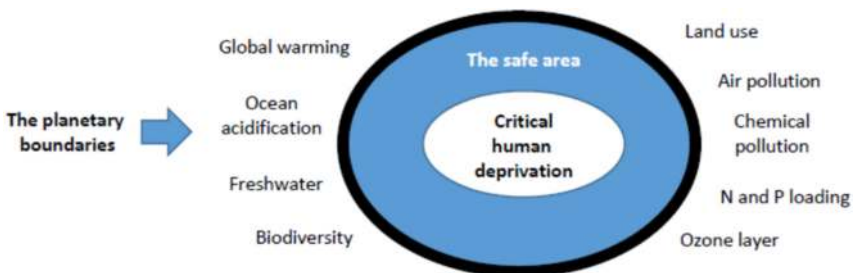 Global warming
Land use
The safe area
Air pollution
The planetary
boundaries
Ocean
acidification
Critical
human
deprivation
Chemical
pollution
Freshwater
N and P loading
Biodiversity
Ozone layer